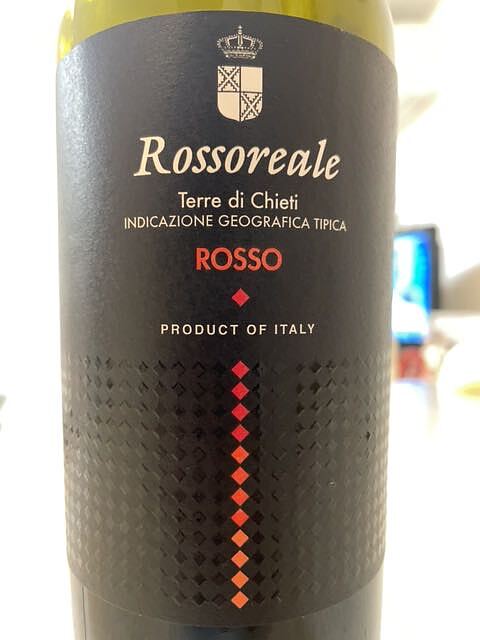 Rossoreale
Terre di Chieti
INDICAZIONE GEOGRAFICA TIPICA
ROSSO
PRODUCT OF ITALY